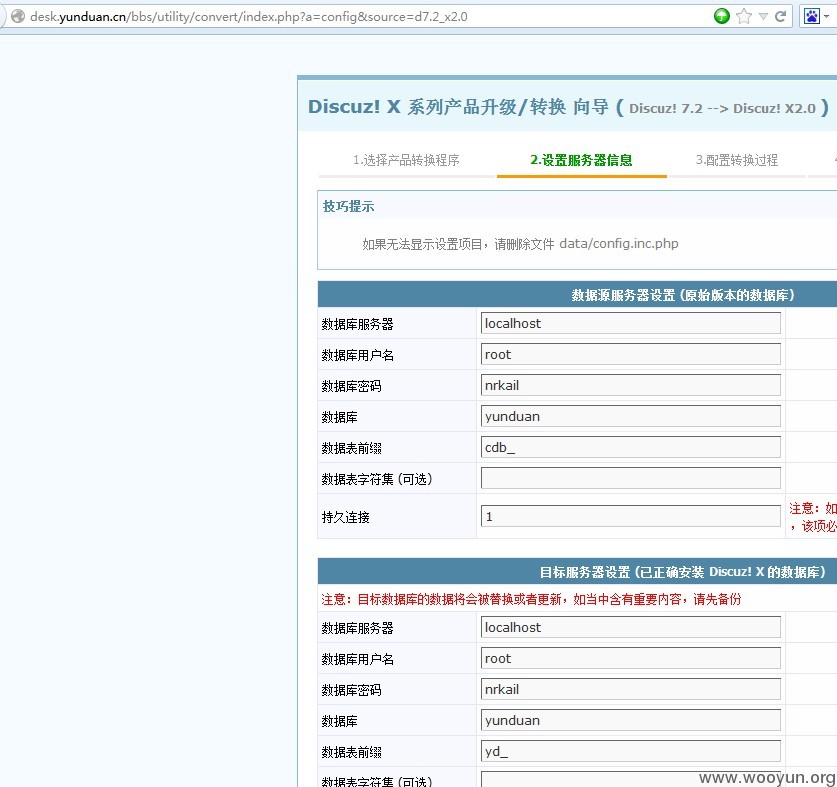 desk.yunduan.cn/bbs/utility/convert/index.php?a=config&source=d7.2_x2.0
Discuz! X 系列产品升级/转换 向导 ( Discuz! 7.2 --> Discuz! X2.0 )
1.选择产品转换程序 2.设置服务器信息 3.配置转换过程
技巧提示
如果无法显示设置项目，请删除文件 data/config.inc.php
数据源服务器设置 (原始版本的数据库)
数据库服务器 localhost
数据库用户名 root
数据库密码 nrkail
数据库 yunduan
数据表前缀 cdb_
数据表字符集 (可选)
持久连接 1 注意：如
，该项必
目标服务器设置 (已正确安装 Discuz! X 的数据库)
注意：目标数据库的数据将会被替换或者更新，如当中含有重要内容，请先备份
数据库服务器 localhost
数据库用户名 root
数据库密码 nrkail
数据库 yunduan
数据表前缀 yd_
数据表字符集 (可选)
www.wooyun.org